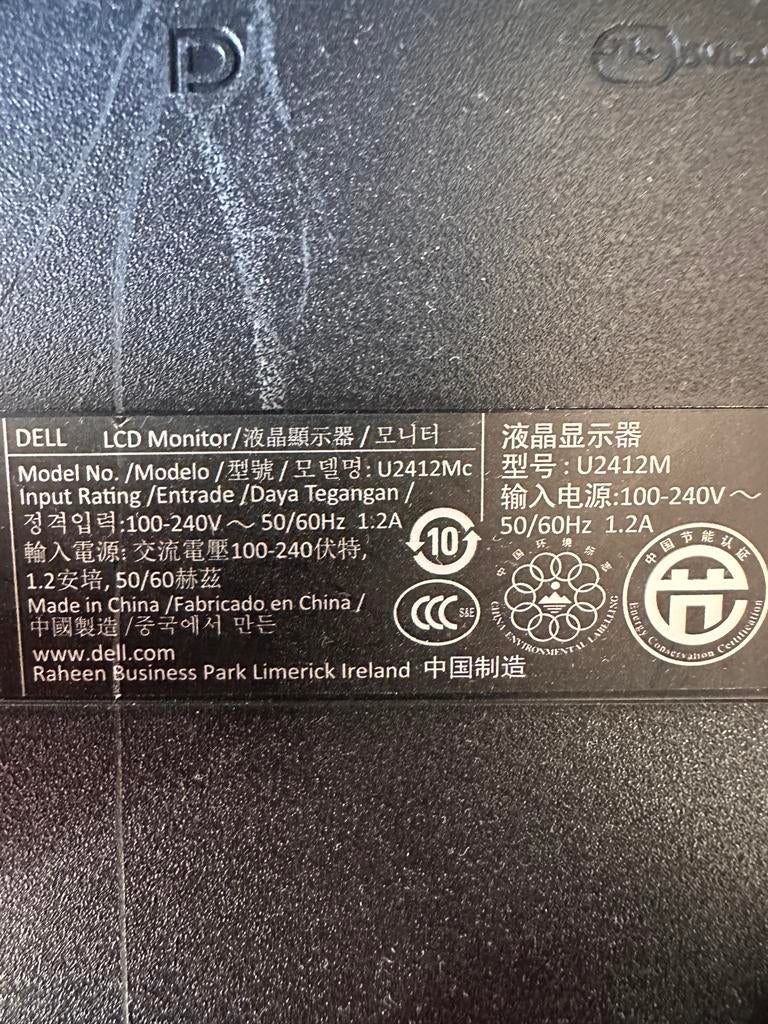 DELL LCD Monitor/液晶顯示器 / 모니터
Model No. /Modelo /型號 / 모델명: U2412Mc
Input Rating /Entrade /Daya Tegangan /
정격입력:100-240V ~ 50/60Hz 1.2A
輸入電源: 交流電壓100-240伏特,
1.2安培, 50/60赫茲
Made in China /Fabricado en China /
中國製造 /중국에서 만든
www.dell.com
Raheen Business Park Limerick Ireland 中国制造
液晶显示器
型号 : U2412M
输入电源:100-240V ~
50/60Hz 1.2A
10
CCC S&E
中国环境标志
CHINA ENVIRONMENTAL LABELLING
中国节能认证
Energy Conservation Certification